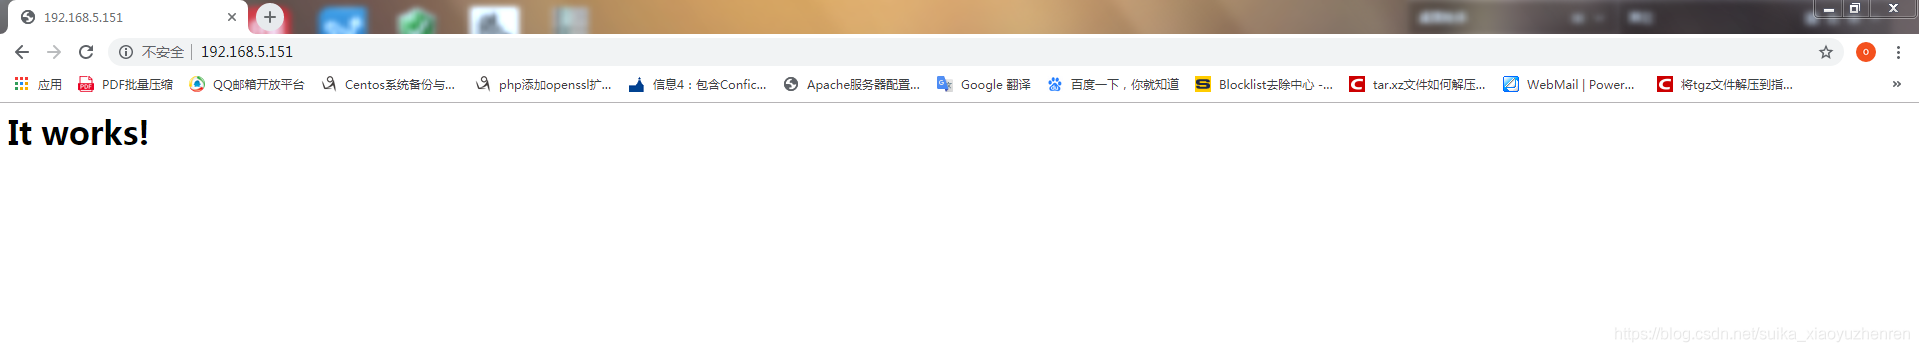 192.168.5.151
不安全 192.168.5.151
应用 PDF批量压缩 QQ邮箱开放平台 Centos系统备份与... php添加openssl扩... 信息4：包含Confic... Apache服务器配置... Google 翻译 百度一下，你就知道 Blocklist去除中心 -... tar.xz文件如何解压... WebMail | Power... 将tgz文件解压到指...
It works!
https://blog.csdn.net/suika_xiaoyuzhenren